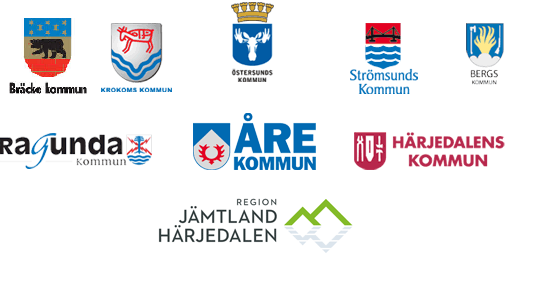 Bräcke kommun
KROKOMS KOMMUN
ÖSTERSUNDS
KOMMUN
Strömsunds
Kommun
BERGS
KOMMUN
Ragunda
Kommun
ÅRE
KOMMUN
HÄRJEDALENS
KOMMUN
REGION
JÄMTLAND
HÄRJEDALEN